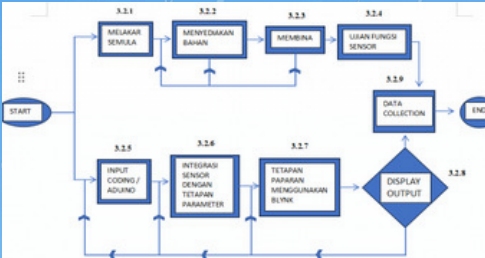 3.2.1
3.2.2
3.2.3
3.2.4
MELAKAR
SEMULA
MENYEDIAKAN
BAHAN
MEMBINA
UJIAN FUNGSI
SENSOR
3.2.9
START
DATA
COLLECTION
END
3.2.5
3.2.6
3.2.7
INPUT
CODING /
ADUINO
INTEGRASI
SENSOR
DENGAN
TETAPAN
PARAMETER
TETAPAN
PAPARAN
MENGGUNAKAN
BLYNK
DISPLAY
OUTPUT
3.2.8